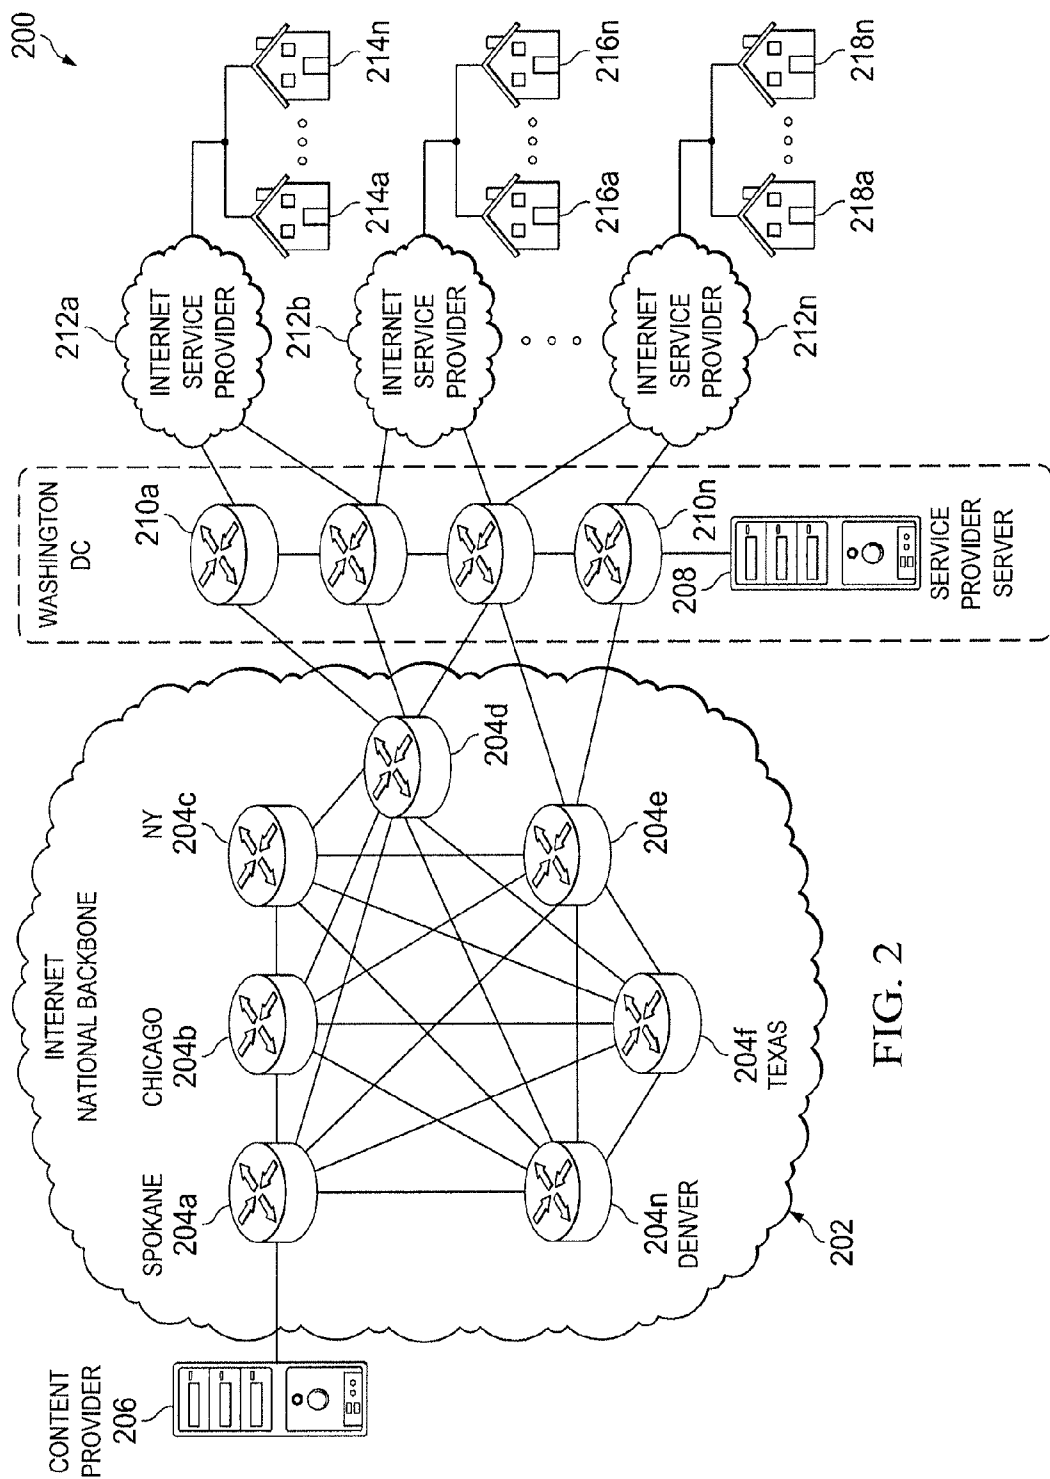 200
CONTENT
PROVIDER
206
INTERNET
NATIONAL BACKBONE
SPOKANE
204a
CHICAGO
204b
NY
204c
204d
204e
204f
TEXAS
204n
DENVER
202
WASHINGTON
DC
210a
210n
208
SERVICE
PROVIDER
SERVER
212a
INTERNET
SERVICE
PROVIDER
212b
INTERNET
SERVICE
PROVIDER
212n
INTERNET
SERVICE
PROVIDER
214a
214n
216a
216n
218a
218n
FIG. 2